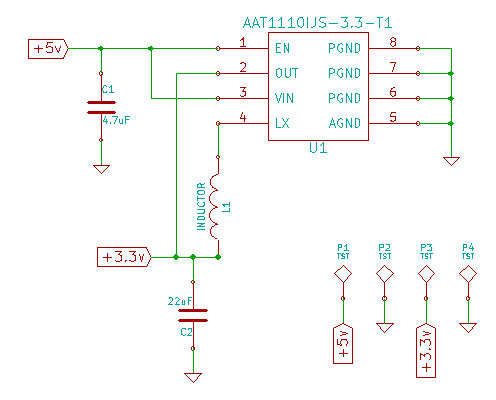 AAT1110IJS-3.3-T1
+5v
1 EN PGND 8
2 OUT PGND 7
3 VIN PGND 6
4 LX AGND 5
U1
C1
4.7uF
INDUCTOR
L1
+3.3v
22uF
C2
P1 P2 P3 P4
TST TST TST TST
+5v
+3.3v